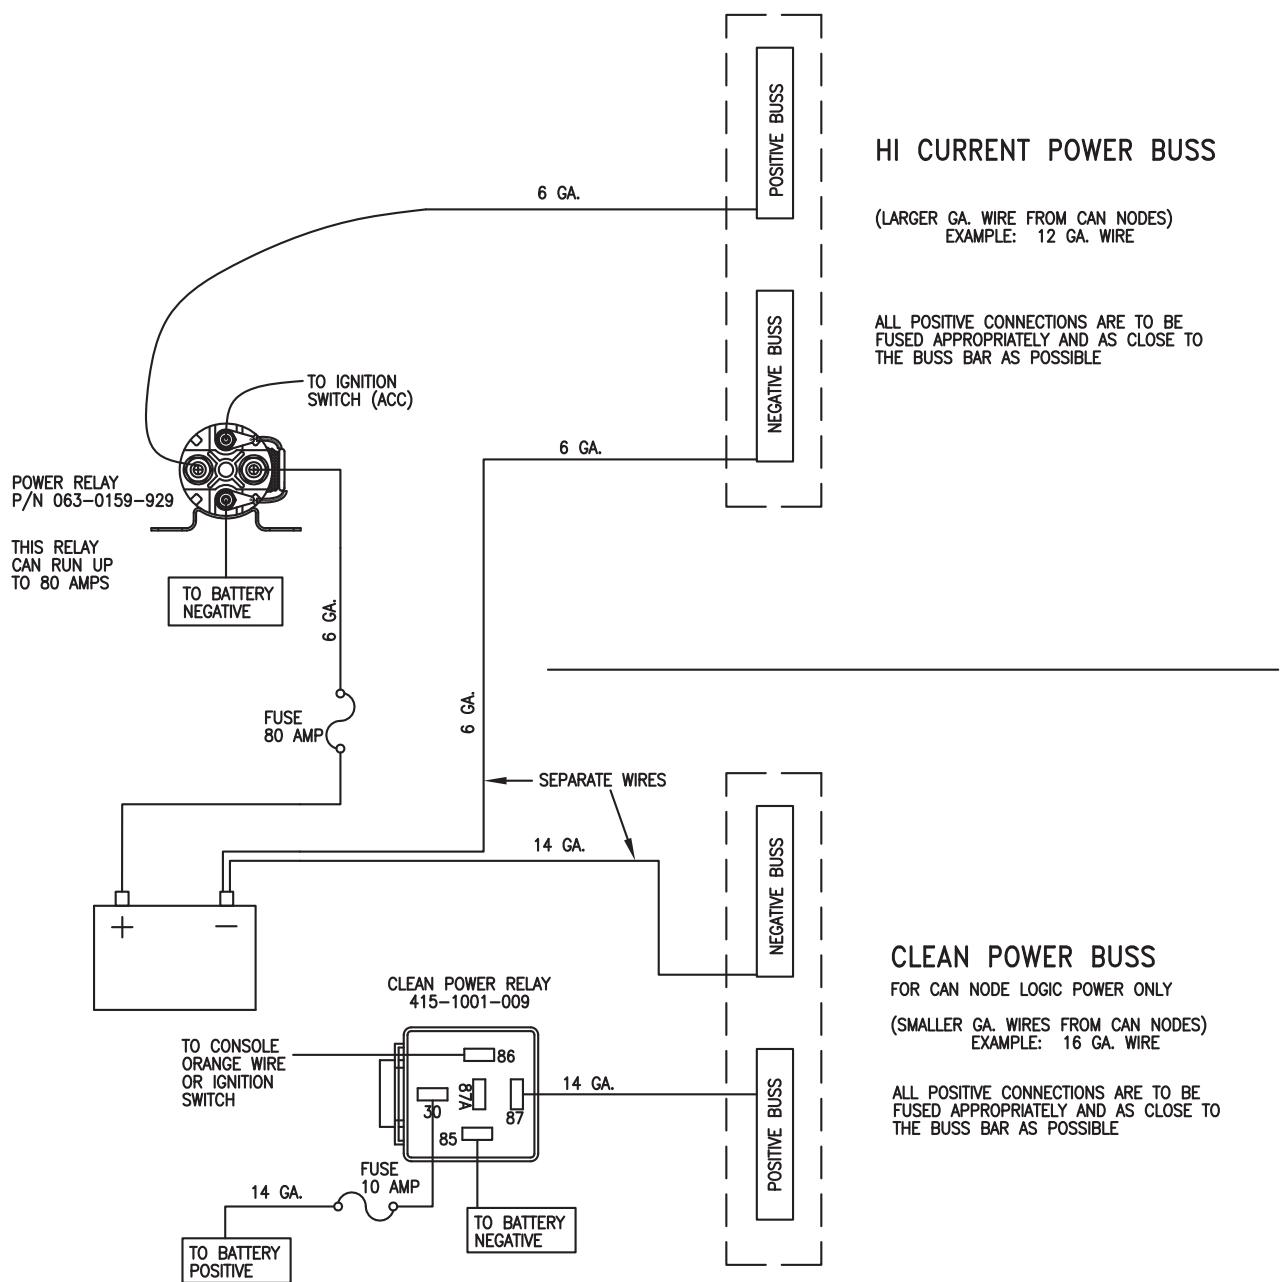 POSITIVE BUSS
HI CURRENT POWER BUSS
6 GA.
(LARGER GA. WIRE FROM CAN NODES)
EXAMPLE: 12 GA. WIRE
NEGATIVE BUSS
ALL POSITIVE CONNECTIONS ARE TO BE
FUSED APPROPRIATELY AND AS CLOSE TO
THE BUSS BAR AS POSSIBLE
TO IGNITION
SWITCH (ACC)
6 GA.
POWER RELAY
P/N 063-0159-929
THIS RELAY
CAN RUN UP
TO 80 AMPS
TO BATTERY
NEGATIVE
6 GA.
6 GA.
FUSE
80 AMP
SEPARATE WIRES
14 GA.
NEGATIVE BUSS
+ −
CLEAN POWER BUSS
FOR CAN NODE LOGIC POWER ONLY
(SMALLER GA. WIRES FROM CAN NODES)
EXAMPLE: 16 GA. WIRE
CLEAN POWER RELAY
415-1001-009
TO CONSOLE
ORANGE WIRE
OR IGNITION
SWITCH
86
87A
30
87
85
14 GA.
POSITIVE BUSS
ALL POSITIVE CONNECTIONS ARE TO BE
FUSED APPROPRIATELY AND AS CLOSE TO
THE BUSS BAR AS POSSIBLE
FUSE
10 AMP
14 GA.
TO BATTERY
NEGATIVE
TO BATTERY
POSITIVE